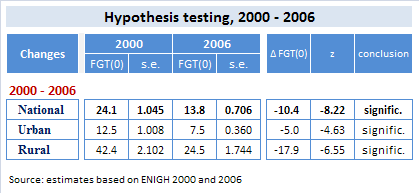 Hypothesis testing, 2000 - 2006
Changes 2000 2006 Δ FGT(0) z conclusion
FGT(0) s.e. FGT(0) s.e.
2000 - 2006
National 24.1 1.045 13.8 0.706 -10.4 -8.22 signific.
Urban 12.5 1.008 7.5 0.360 -5.0 -4.63 signific.
Rural 42.4 2.102 24.5 1.744 -17.9 -6.55 signific.
Source: estimates based on ENIGH 2000 and 2006